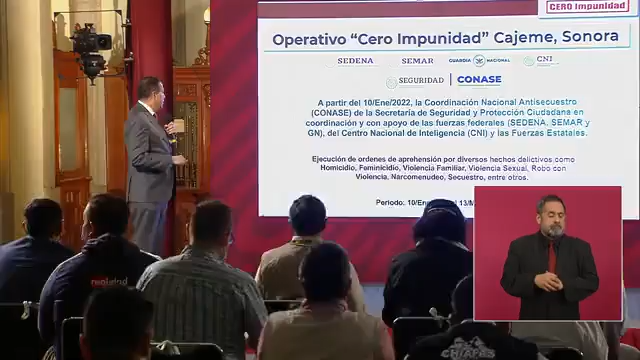 CERO Impunidad
Operativo “Cero Impunidad” Cajeme, Sonora
SEDENA SEMAR GUARDIA NACIONAL CNI
SEGURIDAD CONASE
A partir del 10/Ene/2022, la Coordinación Nacional Antisecuestro
(CONASE) de la Secretaria de Seguridad y Protección Ciudadana en
coordinación y con apoyo de las fuerzas federales (SEDENA, SEMAR y
GN), del Centro Nacional de Inteligencia (CNI) y las Fuerzas Estatales.
Ejecución de ordenes de aprehensión por diversos hechos delictivos como
Homicidio, Feminicidio, Violencia Familiar, Violencia Sexual, Robo con
Violencia, Narcomenudeo, Secuestro, entre otros.
Periodo: 10/Ene